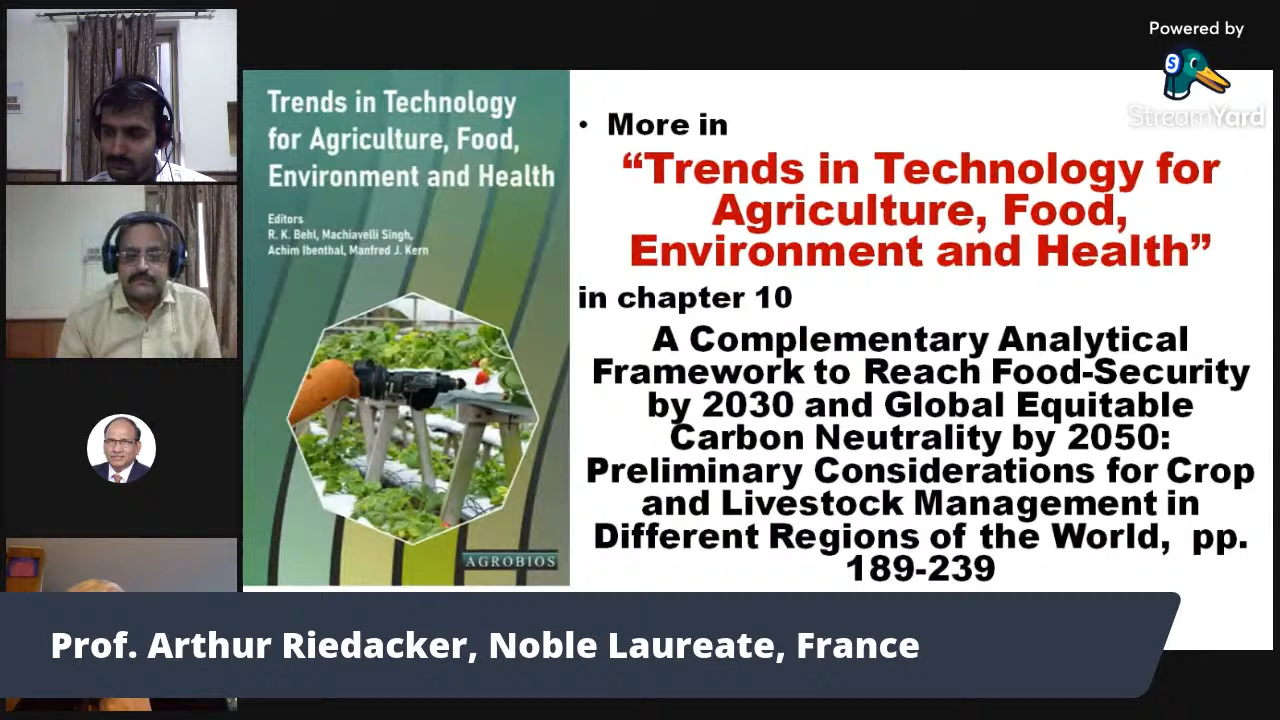 Powered by
StreamYard
Trends in Technology
for Agriculture, Food,
Environment and Health
Editors
R. K. Behl, Machiavelli Singh,
Achim Ibenthal, Manfred J. Kern
AGROBIOS
• More in
“Trends in Technology for
Agriculture, Food,
Environment and Health”
in chapter 10
A Complementary Analytical
Framework to Reach Food-Security
by 2030 and Global Equitable
Carbon Neutrality by 2050:
Preliminary Considerations for Crop
and Livestock Management in
Different Regions of the World, pp.
189-239
Prof. Arthur Riedacker, Noble Laureate, France